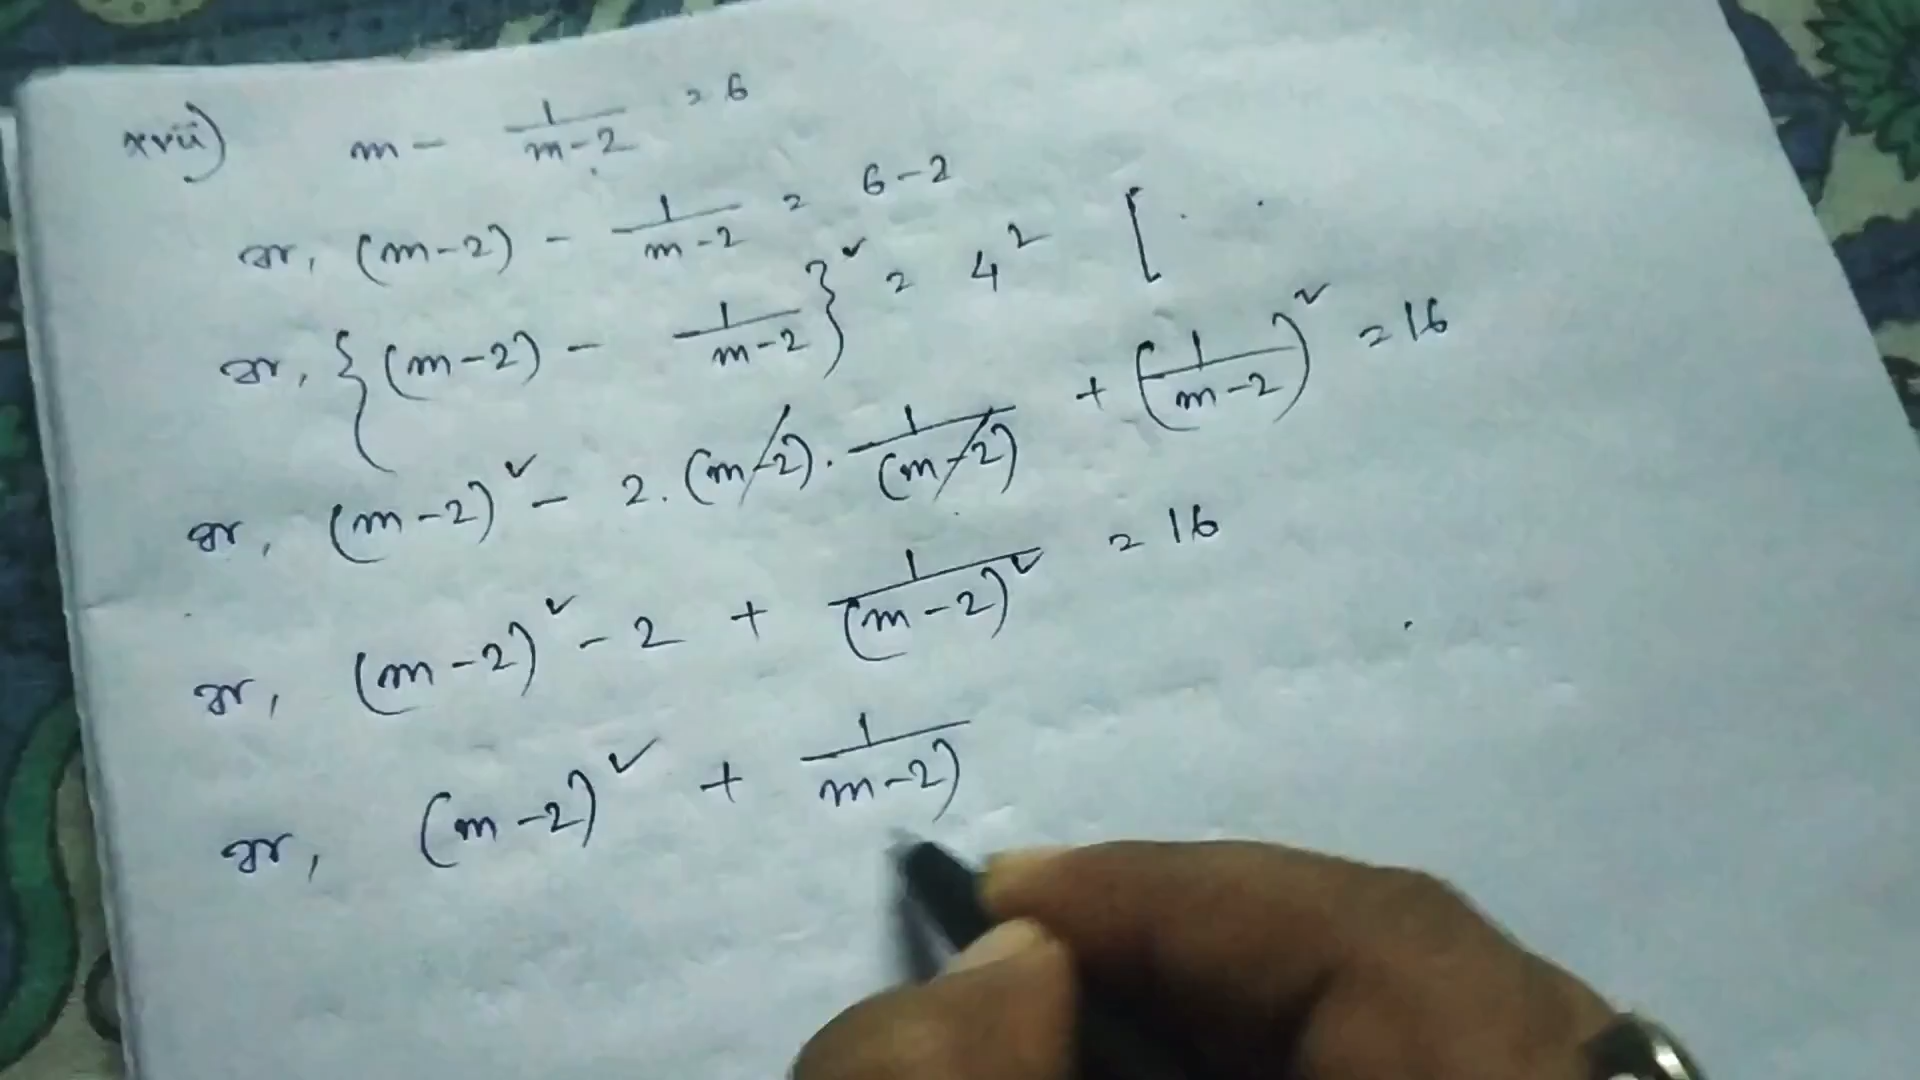 xvii) m - 1/(m-2) = 6
বা, (m-2) - 1/(m-2) = 6-2
বা, {(m-2) - 1/(m-2)}² = 4² [
বা, (m-2)² - 2.(m-2).1/(m-2) + (1/(m-2))² = 16
বা, (m-2)² - 2 + 1/(m-2)² = 16
বা, (m-2)² + 1/m-2)